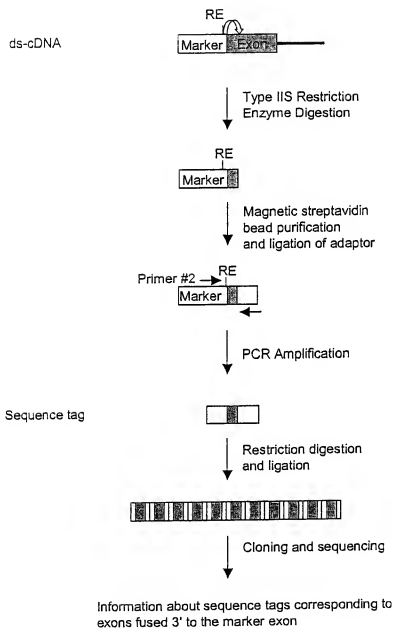 RE
ds-cDNA
Marker Exon
Type IIS Restriction
Enzyme Digestion
RE
Marker
Magnetic streptavidin
bead purification
and ligation of adaptor
Primer #2
RE
Marker
PCR Amplification
Sequence tag
Restriction digestion
and ligation
Cloning and sequencing
Information about sequence tags corresponding to
exons fused 3' to the marker exon